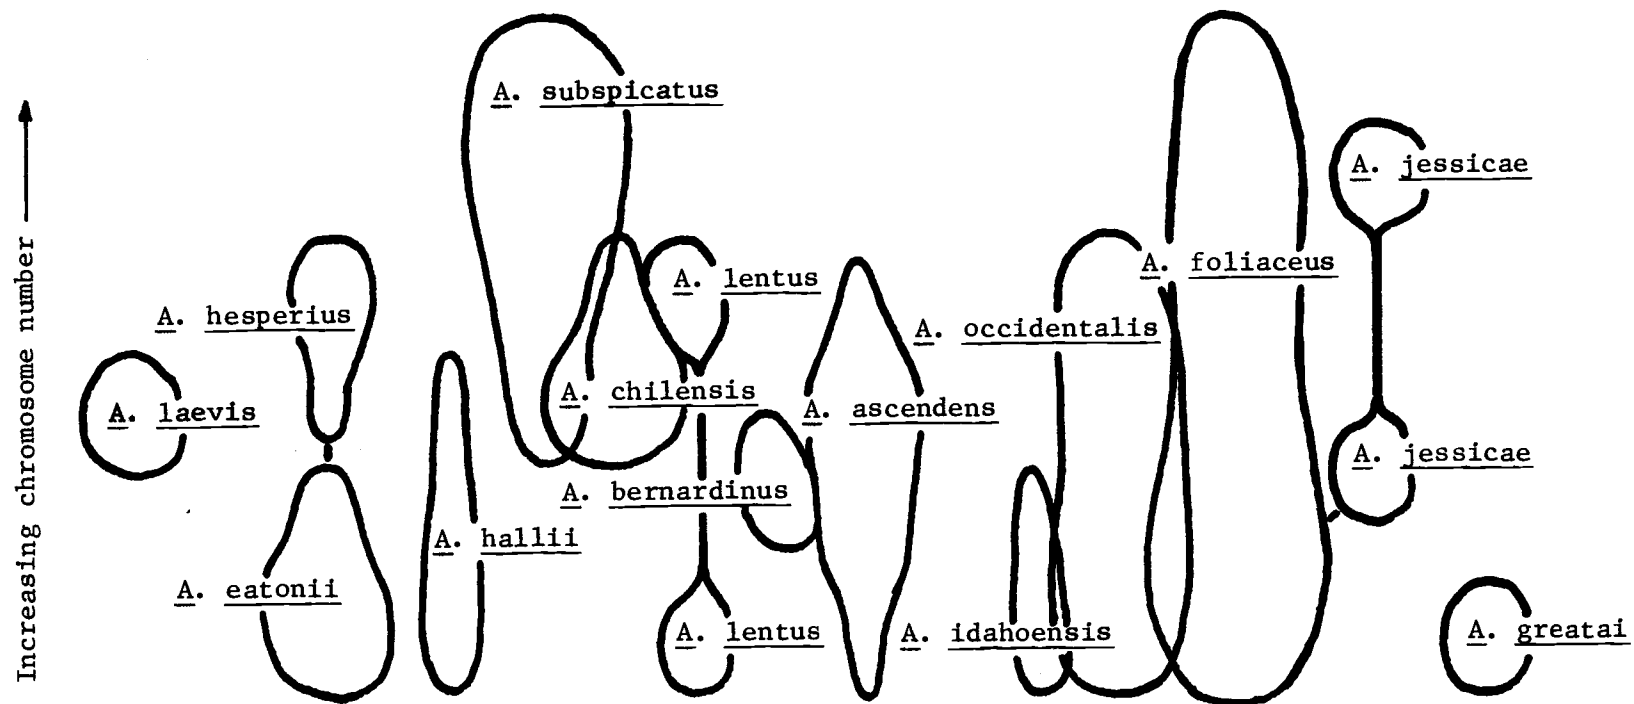 Increasing chromosome number
A. subspicatus
A. jessicae
A. foliaceus
A. lentus
A. hesperius
A. occidentalis
A. chilensis
A. laevis
A. ascendens
A. jessicae
A. bernardinus
A. hallii
A. eatonii
A. lentus
A. idahoensis
A. greatai